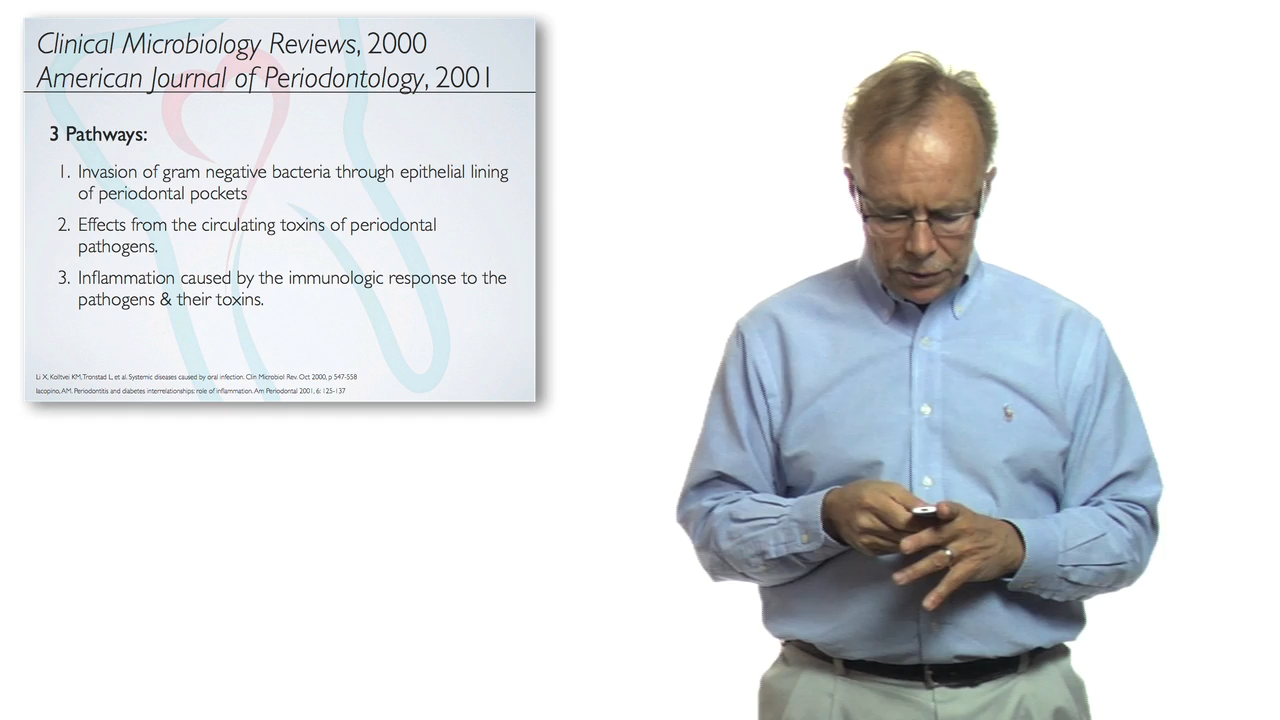 Clinical Microbiology Reviews, 2000
American Journal of Periodontology, 2001
3 Pathways:
1. Invasion of gram negative bacteria through epithelial lining
of periodontal pockets
2. Effects from the circulating toxins of periodontal
pathogens.
3. Inflammation caused by the immunologic response to the
pathogens & their toxins.
Li X, Kolltvei KM, Tronstad L, et al. Systemic diseases caused by oral infection. Clin Microbiol Rev. Oct 2000, p 547-558
Iacopino, AM. Periodontitis and diabetes interrelationships: role of inflammation. Am Periodontal 2001, 6: 125-137